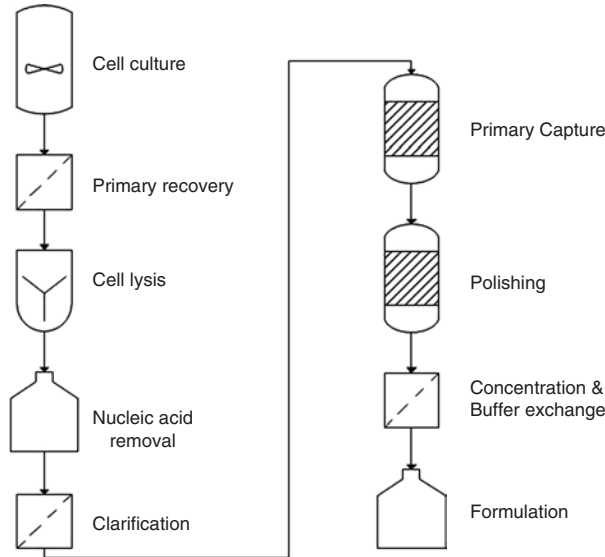 Cell culture
Primary recovery
Cell lysis
Nucleic acid
removal
Clarification
Primary Capture
Polishing
Concentration &
Buffer exchange
Formulation